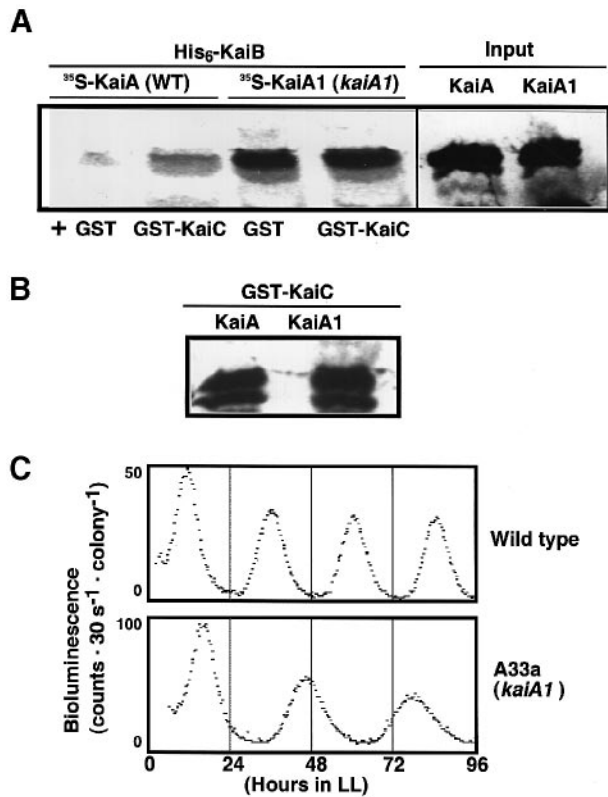 A
His₆-KaiB
Input
³⁵S-KaiA (WT) ³⁵S-KaiA1 (kaiA1)
KaiA KaiA1
+ GST GST-KaiC GST GST-KaiC
B
GST-KaiC
KaiA KaiA1
C
50
0
Wild type
100
0
A33a
(kaiA1)
Bioluminescence
(counts · 30 s⁻¹ · colony⁻¹)
0 24 48 72 96
(Hours in LL)